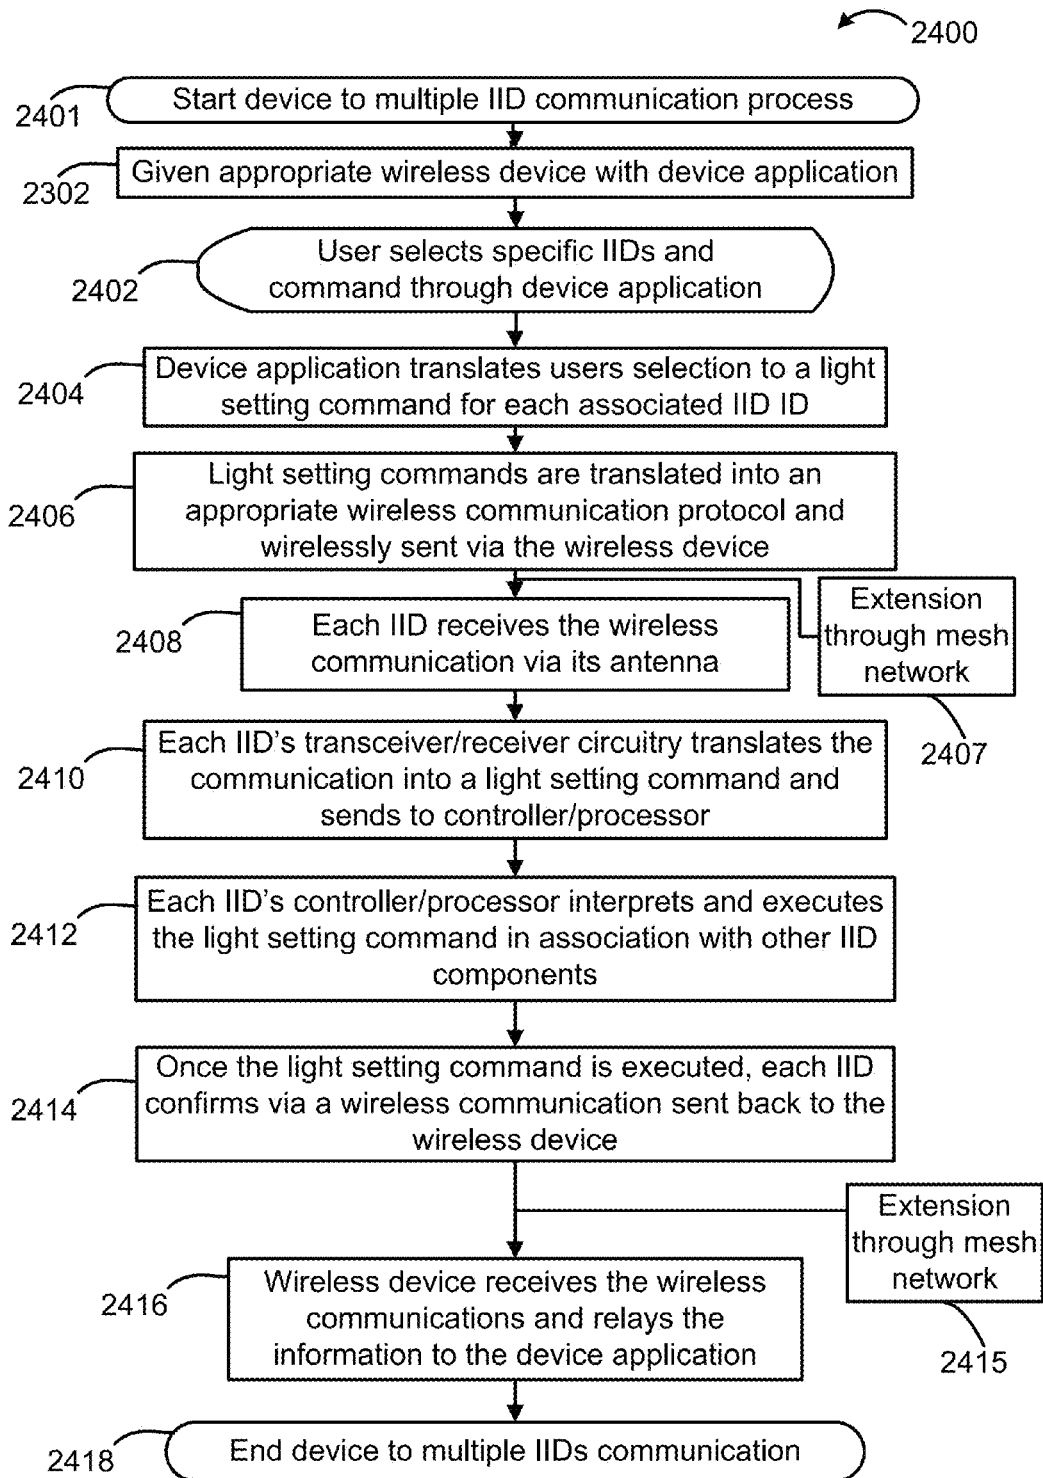 2400
2401
Start device to multiple IID communication process
2302
Given appropriate wireless device with device application
2402
User selects specific IIDs and
command through device application
2404
Device application translates users selection to a light
setting command for each associated IID ID
2406
Light setting commands are translated into an
appropriate wireless communication protocol and
wirelessly sent via the wireless device
Extension
through mesh
network
2407
2408
Each IID receives the wireless
communication via its antenna
2410
Each IID's transceiver/receiver circuitry translates the
communication into a light setting command and
sends to controller/processor
2412
Each IID's controller/processor interprets and executes
the light setting command in association with other IID
components
2414
Once the light setting command is executed, each IID
confirms via a wireless communication sent back to the
wireless device
Extension
through mesh
network
2415
2416
Wireless device receives the wireless
communications and relays the
information to the device application
2418
End device to multiple IIDs communication